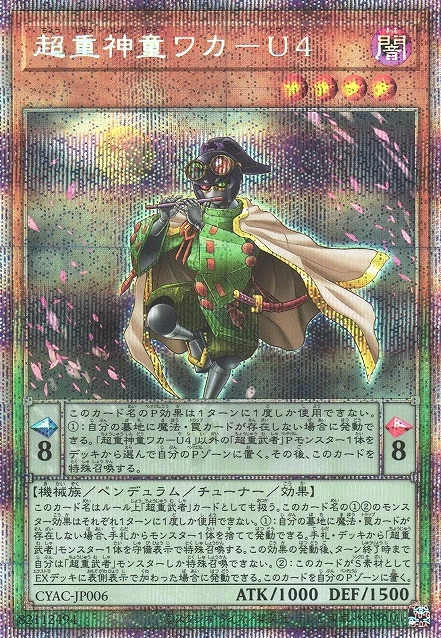 超重神童ワカ－U4
闇
このカード名のP効果は1ターンに1度しか使用できない。
①:自分の墓地に魔法・罠カードが存在しない場合に発動で
きる。「超重神童ワカーU4」以外の「超重武者」Pモンスター1体を
デッキから選んで自分のPゾーンに置く。その後、このカードを
特殊召喚する。
8
8
【機械族／ペンデュラム／チューナー／効果】
このカード名はルール上「超重武者」カードとしても扱う。このカード名の①②のモンス
ター効果はそれぞれ1ターンに1度しか使用できない。①:自分の墓地に魔法・罠カードが
存在しない場合、手札からモンスター1体を捨てて発動できる。手札・デッキから「超重
武者」モンスター1体を守備表示で特殊召喚する。この効果の発動後、ターン終了時まで
自分は「超重武者」モンスターしか特殊召喚できない。②:このカードがS素材として
EXデッキに表側表示で加わった場合に発動できる。このカードを自分のPゾーンに置く。
CYAC-JP006
ATK/1000 DEF/1500
82112494